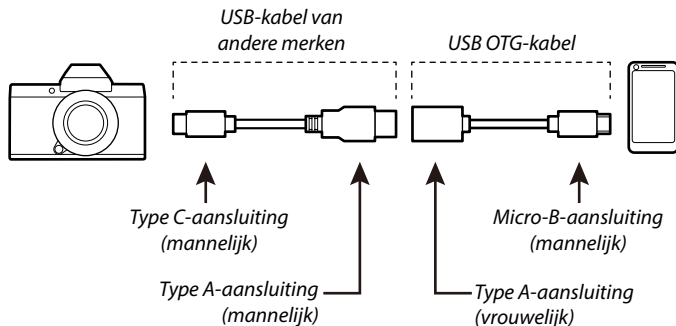 USB-kabel van
andere merken
USB OTG-kabel
Type C-aansluiting
(mannelijk)
Micro-B-aansluiting
(mannelijk)
Type A-aansluiting
(mannelijk)
Type A-aansluiting
(vrouwelijk)